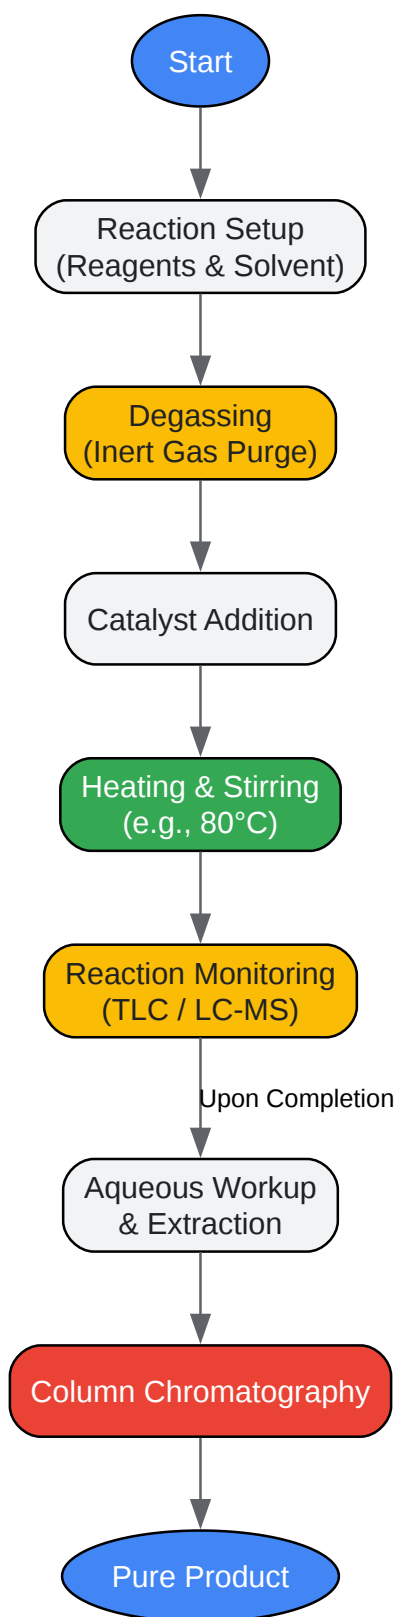 Start
Reaction Setup
(Reagents & Solvent)
Degassing
(Inert Gas Purge)
Catalyst Addition
Heating & Stirring
(e.g., 80°C)
Reaction Monitoring
(TLC / LC-MS)
Upon Completion
Aqueous Workup
& Extraction
Column Chromatography
Pure Product